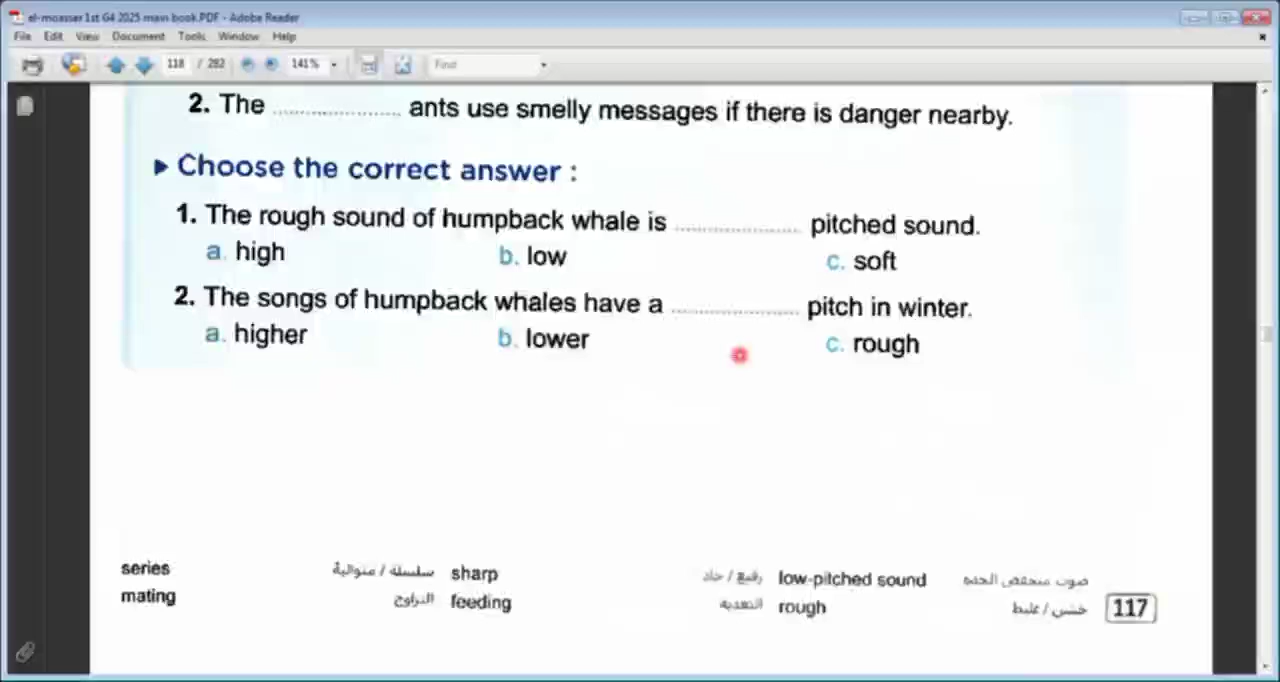 el-moasser 1st G4 2025 main book.PDF - Adobe Reader
File Edit View Document Tools Window Help
118 / 282 141% Find
2. The .................... ants use smelly messages if there is danger nearby.
Choose the correct answer :
1. The rough sound of humpback whale is .................... pitched sound.
a. high b. low c. soft
2. The songs of humpback whales have a .................... pitch in winter.
a. higher b. lower c. rough
series سلسلة / متوالية sharp رفيع / حاد low-pitched sound صوت منخفض الحدة
mating التزاوج feeding التغذية rough خشن / غليظ
117